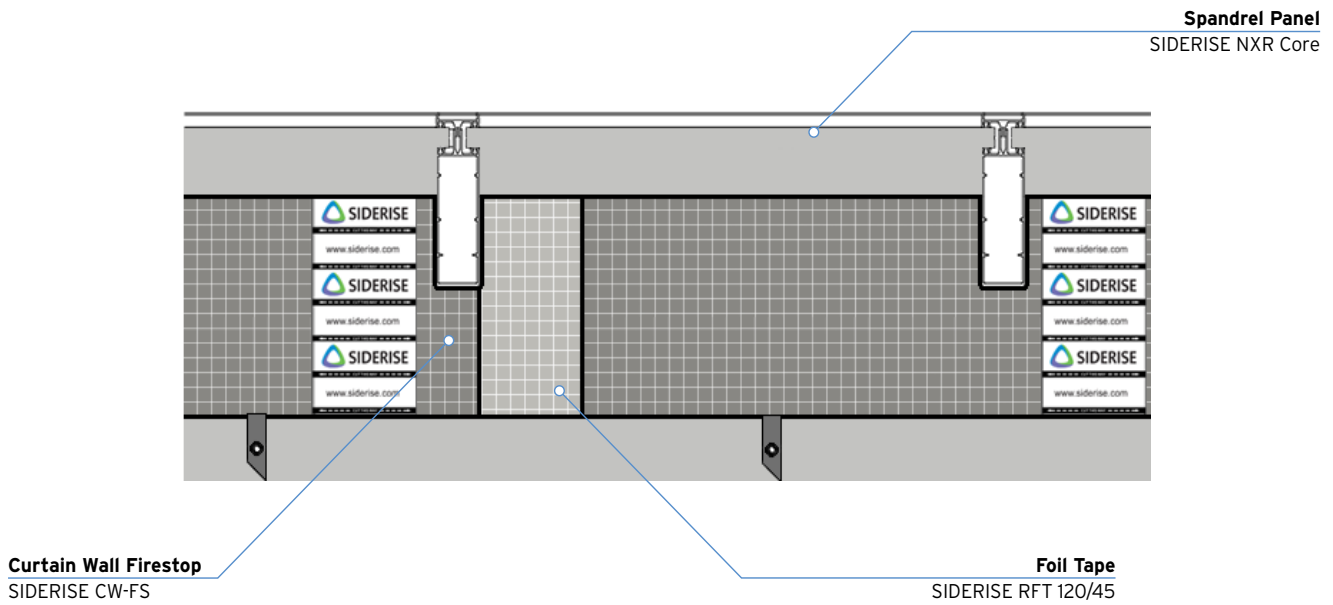 Spandrel Panel
SIDERISE NXR Core
SIDERISE
www.siderise.com
SIDERISE
www.siderise.com
SIDERISE
www.siderise.com
SIDERISE
www.siderise.com
SIDERISE
www.siderise.com
SIDERISE
www.siderise.com
Curtain Wall Firestop
SIDERISE CW-FS
Foil Tape
SIDERISE RFT 120/45